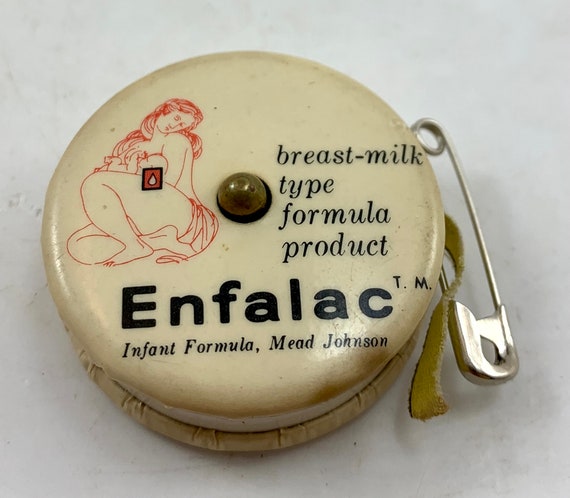 breast-milk
type
formula
product
Enfalac T. M.
Infant Formula, Mead Johnson